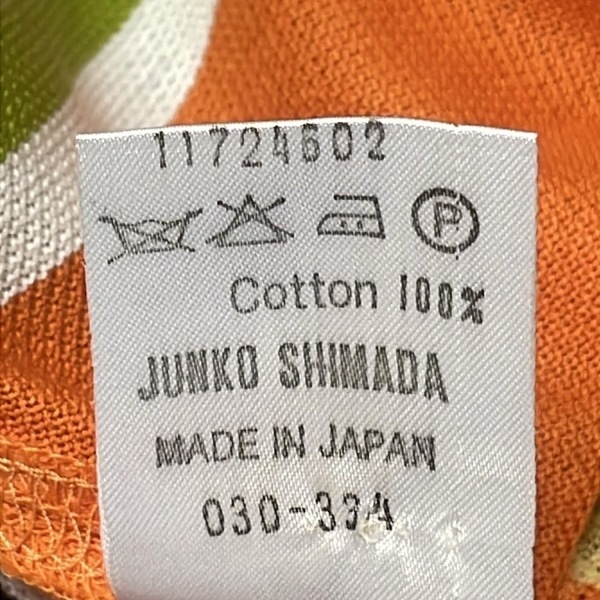 11724602
P
Cotton 100%
JUNKO SHIMADA
MADE IN JAPAN
030-334